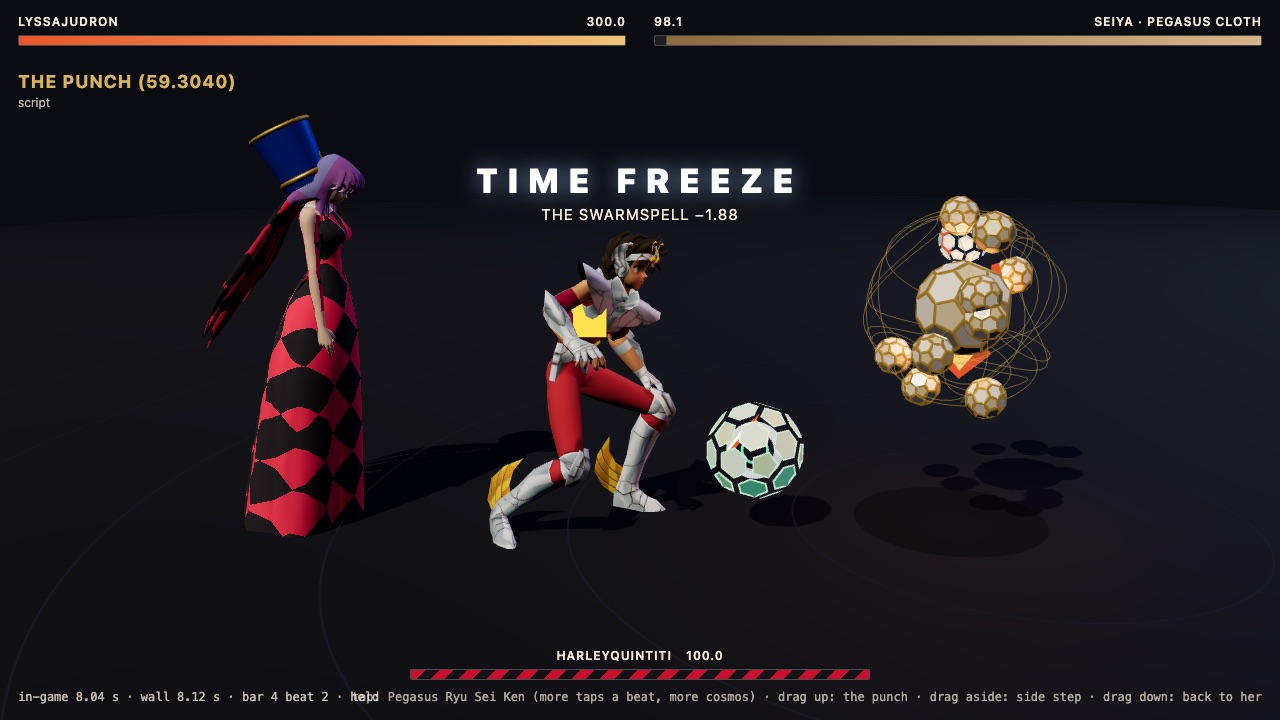 LYSSAJUDRON 300.0 98.1 SEIYA · PEGASUS CLOTH
THE PUNCH (59.3040)
script
TIME FREEZE
THE SWARMSPELL −1.88
HARLEYQUINTITI 100.0
in-game 8.04 s · wall 8.12 s · bar 4 beat 2 · Pegasus Ryu Sei Ken (more taps a beat, more cosmos) · drag up: the punch · drag aside: side step · drag down: back to her